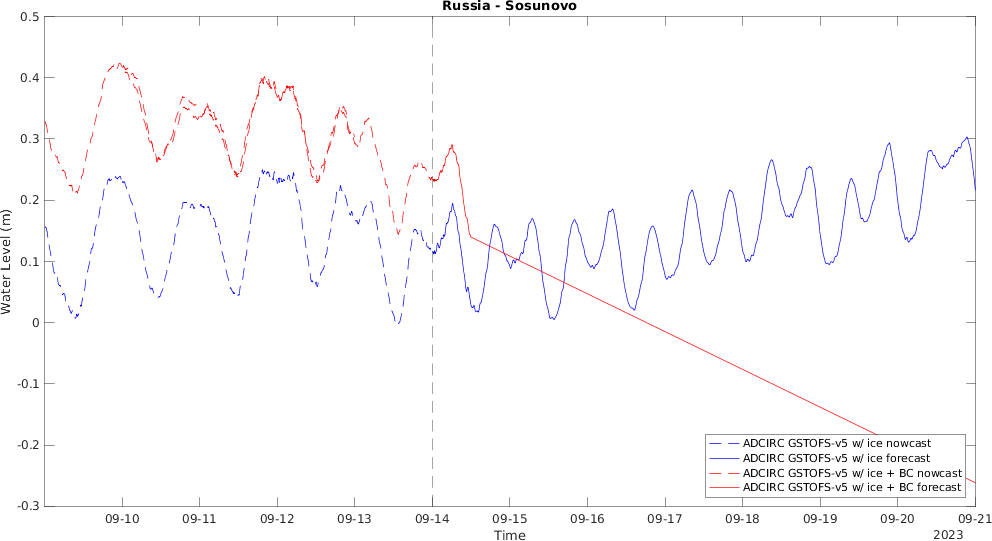 Russia - Sosunovo
Water Level (m)
0.5
0.4
0.3
0.2
0.1
0
-0.1
-0.2
-0.3
ADCIRC GSTOFS-v5 w/ ice nowcast
ADCIRC GSTOFS-v5 w/ ice forecast
ADCIRC GSTOFS-v5 w/ ice + BC nowcast
ADCIRC GSTOFS-v5 w/ ice + BC forecast
09-10 09-11 09-12 09-13 09-14 09-15 09-16 09-17 09-18 09-19 09-20 09-21
Time
2023